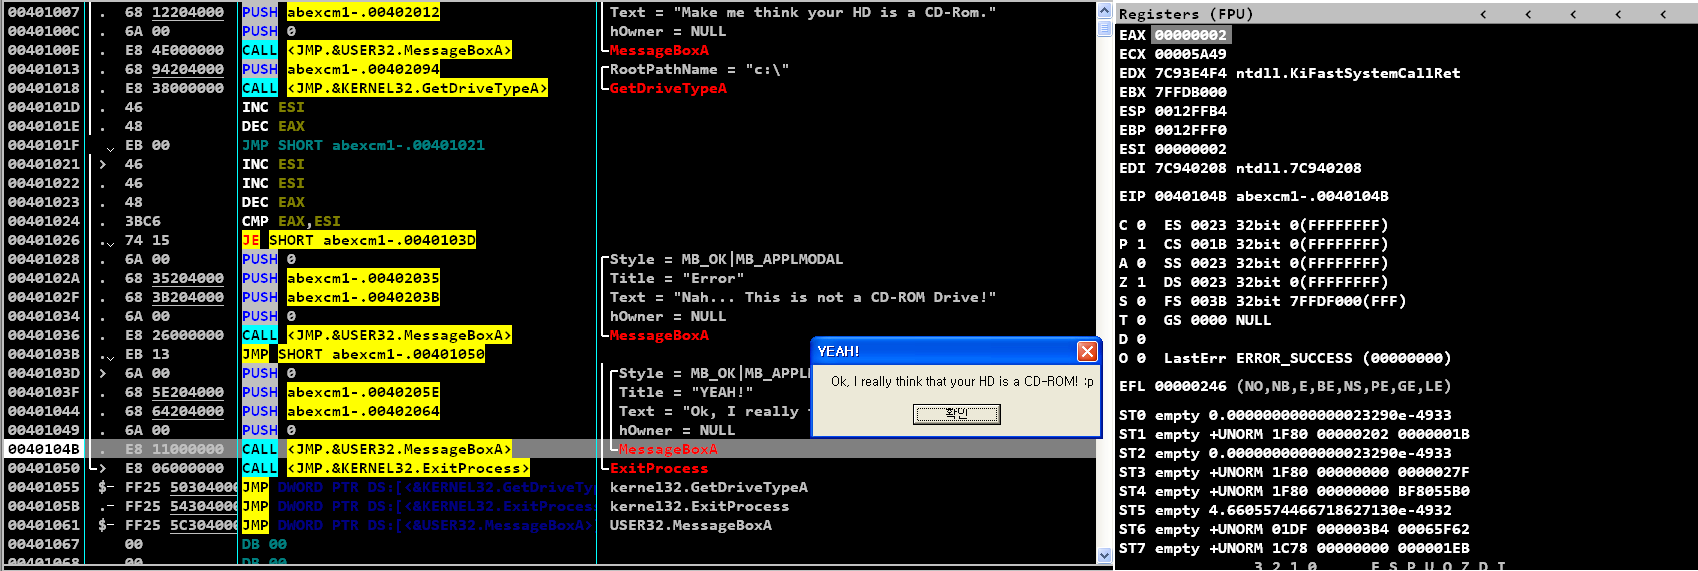 00401007 . 68 12204000 PUSH abexcm1-.00402012 Text = "Make me think your HD is a CD-Rom."
0040100C . 6A 00 PUSH 0 hOwner = NULL
0040100E . E8 4E000000 CALL <JMP.&USER32.MessageBoxA> MessageBoxA
00401013 . 68 94204000 PUSH abexcm1-.00402094 RootPathName = "c:\"
00401018 . E8 38000000 CALL <JMP.&KERNEL32.GetDriveTypeA> GetDriveTypeA
0040101D . 46 INC ESI
0040101E . 48 DEC EAX
0040101F . EB 00 JMP SHORT abexcm1-.00401021
00401021 > 46 INC ESI
00401022 . 46 INC ESI
00401023 . 48 DEC EAX
00401024 . 3BC6 CMP EAX,ESI
00401026 . 74 15 JE SHORT abexcm1-.0040103D
00401028 . 6A 00 PUSH 0 Style = MB_OK|MB_APPLMODAL
0040102A . 68 35204000 PUSH abexcm1-.00402035 Title = "Error"
0040102F . 68 3B204000 PUSH abexcm1-.0040203B Text = "Nah... This is not a CD-ROM Drive!"
00401034 . 6A 00 PUSH 0 hOwner = NULL
00401036 . E8 26000000 CALL <JMP.&USER32.MessageBoxA> MessageBoxA
0040103B . EB 13 JMP SHORT abexcm1-.00401050
0040103D > 6A 00 PUSH 0 Style = MB_OK|MB_APPL
0040103F . 68 5E204000 PUSH abexcm1-.0040205E Title = "YEAH!"
00401044 . 68 64204000 PUSH abexcm1-.00402064 Text = "Ok, I really
00401049 . 6A 00 PUSH 0 hOwner = NULL
0040104B . E8 11000000 CALL <JMP.&USER32.MessageBoxA> MessageBoxA
00401050 > E8 06000000 CALL <JMP.&KERNEL32.ExitProcess> ExitProcess
00401055 $- FF25 50304000 JMP DWORD PTR DS:[<&KERNEL32.GetDriveTy kernel32.GetDriveTypeA
0040105B .- FF25 54304000 JMP DWORD PTR DS:[<&KERNEL32.ExitProces kernel32.ExitProcess
00401061 $- FF25 5C304000 JMP DWORD PTR DS:[<&USER32.MessageBoxA> USER32.MessageBoxA
00401067 00 DB 00
00401068 00 DB 00
YEAH!
Ok, I really think that your HD is a CD-ROM! :p
확인
Registers (FPU) < < < < <
EAX 00000002
ECX 00005A49
EDX 7C93E4F4 ntdll.KiFastSystemCallRet
EBX 7FFDB000
ESP 0012FFB4
EBP 0012FFF0
ESI 00000002
EDI 7C940208 ntdll.7C940208
EIP 0040104B abexcm1-.0040104B
C 0 ES 0023 32bit 0(FFFFFFFF)
P 1 CS 001B 32bit 0(FFFFFFFF)
A 0 SS 0023 32bit 0(FFFFFFFF)
Z 1 DS 0023 32bit 0(FFFFFFFF)
S 0 FS 003B 32bit 7FFDF000(FFF)
T 0 GS 0000 NULL
D 0
O 0 LastErr ERROR_SUCCESS (00000000)
EFL 00000246 (NO,NB,E,BE,NS,PE,GE,LE)
ST0 empty 0.0000000000000023290e-4933
ST1 empty +UNORM 1F80 00000202 0000001B
ST2 empty 0.0000000000000023290e-4933
ST3 empty +UNORM 1F80 00000000 0000027F
ST4 empty +UNORM 1F80 00000000 BF8055B0
ST5 empty 4.6605574466718627130e-4932
ST6 empty +UNORM 01DF 000003B4 00065F62
ST7 empty +UNORM 1C78 00000000 000001EB
3 2 1 0 E S P U O Z D I